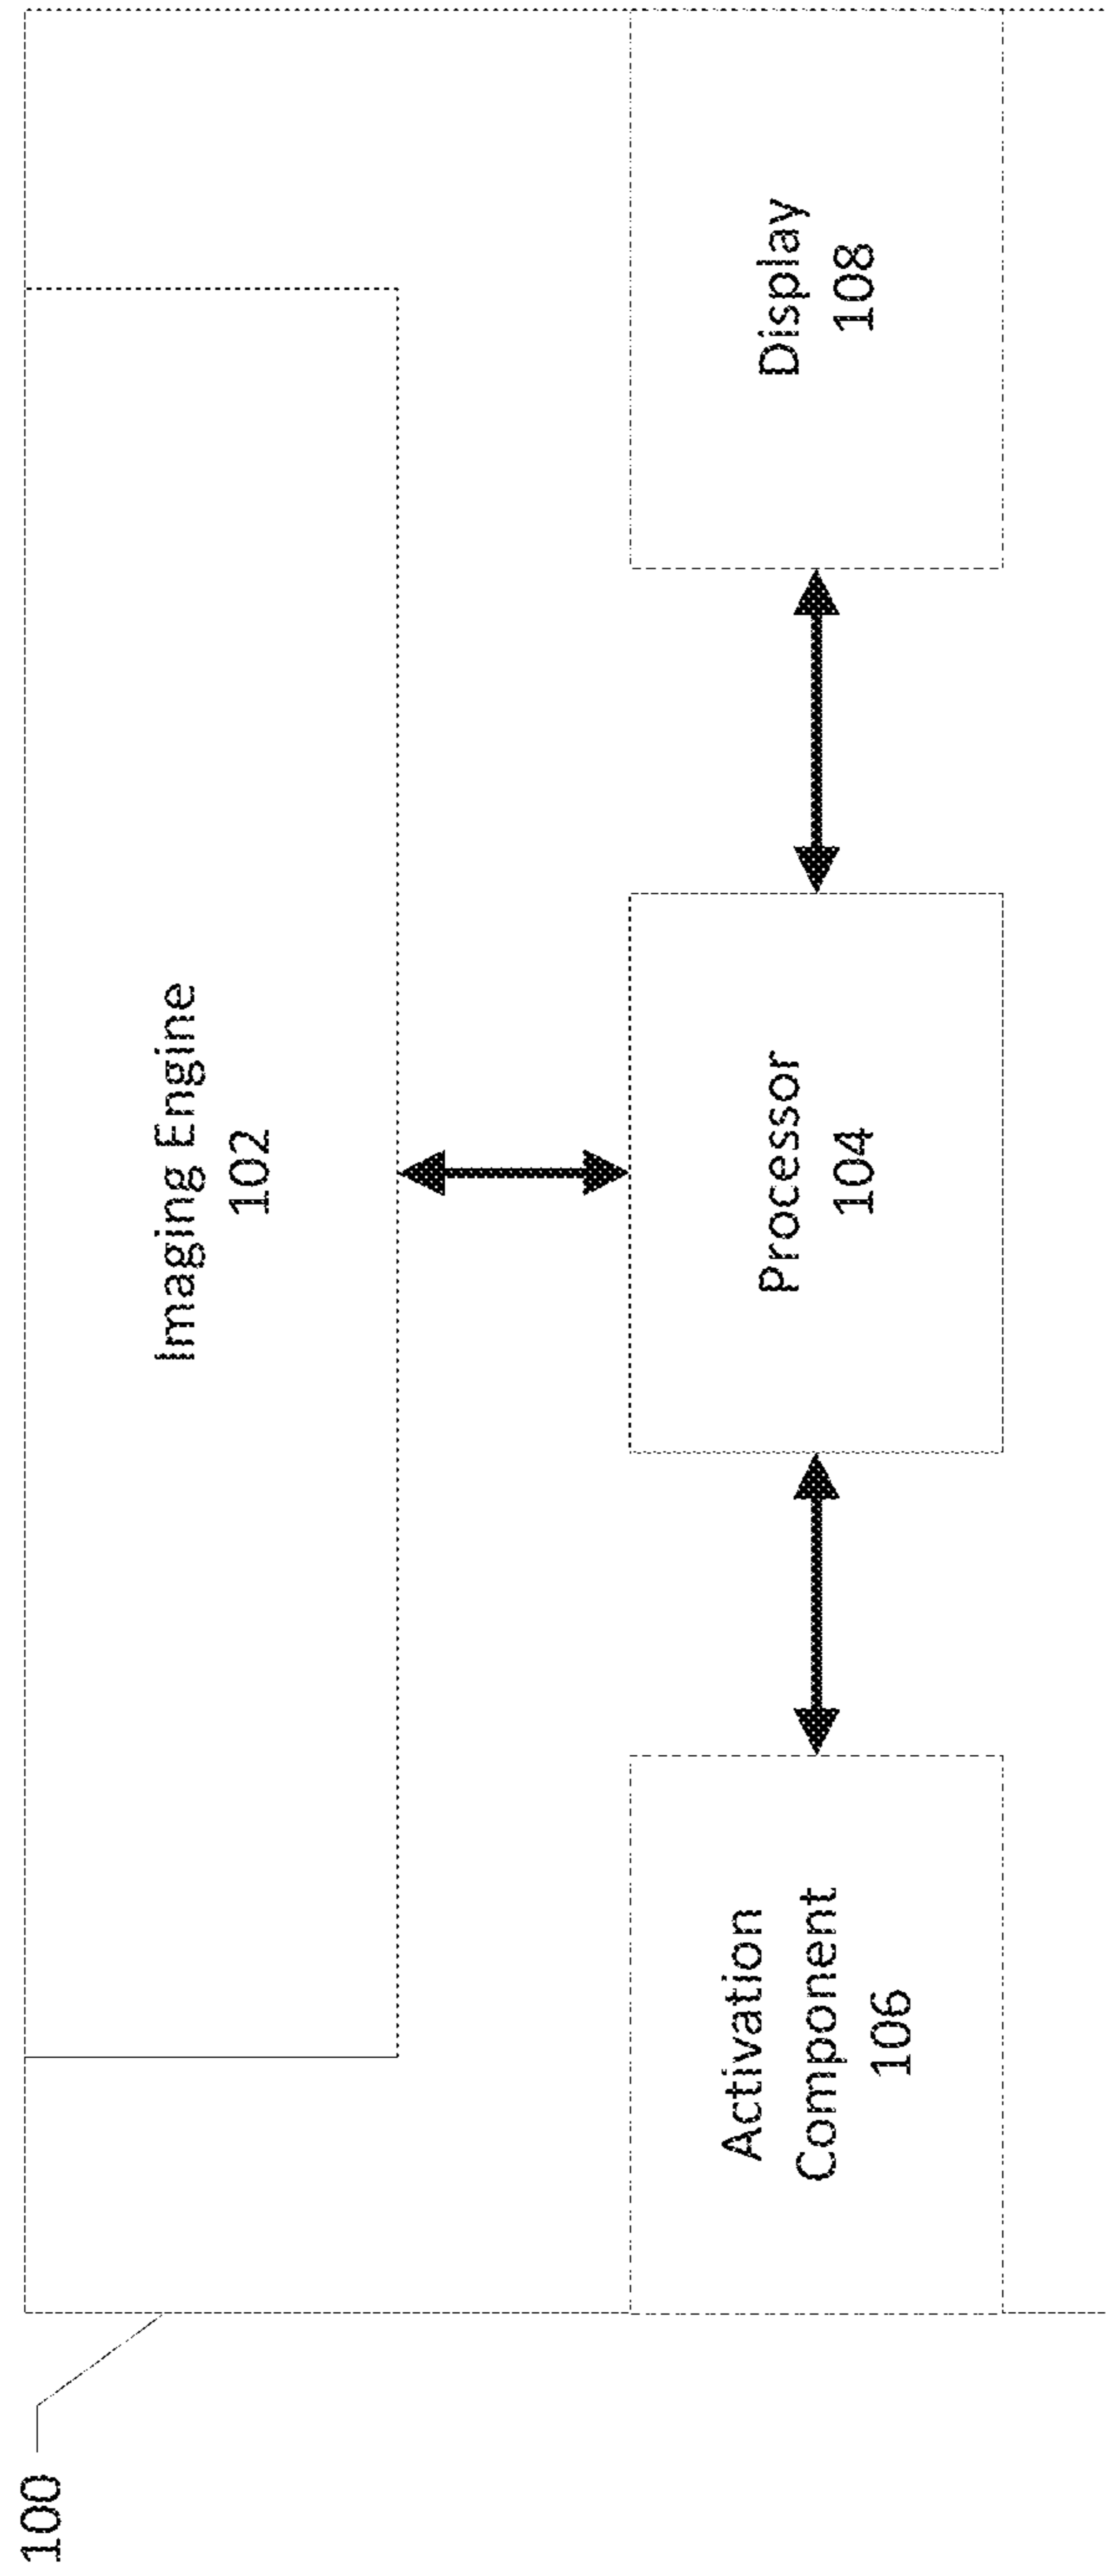 100
Imaging Engine
102
Activation
Component
106
Processor
104
Display
108